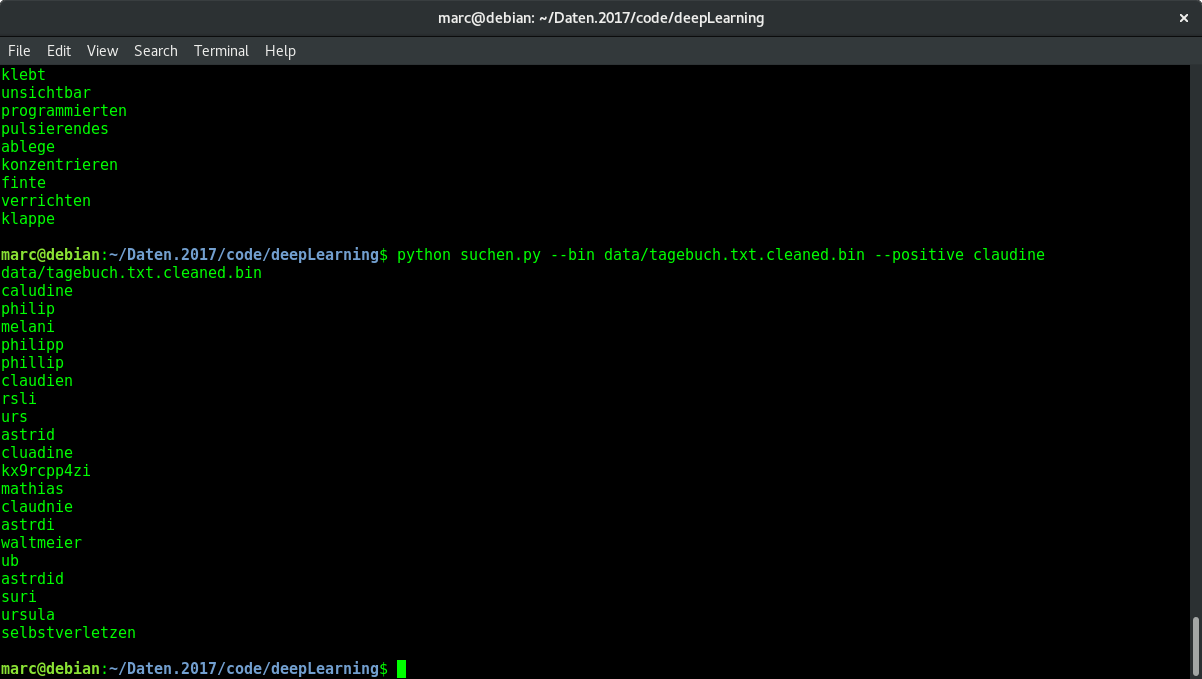 marc@debian: ~/Daten.2017/code/deepLearning ×
File Edit View Search Terminal Help
klebt
unsichtbar
programmierten
pulsierendes
ablege
konzentrieren
finte
verrichten
klappe
marc@debian:~/Daten.2017/code/deepLearning$ python suchen.py --bin data/tagebuch.txt.cleaned.bin --positive claudine
data/tagebuch.txt.cleaned.bin
caludine
philip
melani
philipp
phillip
claudien
rsli
urs
astrid
cluadine
kx9rcpp4zi
mathias
claudnie
astrdi
waltmeier
ub
astrdid
suri
ursula
selbstverletzen
marc@debian:~/Daten.2017/code/deepLearning$